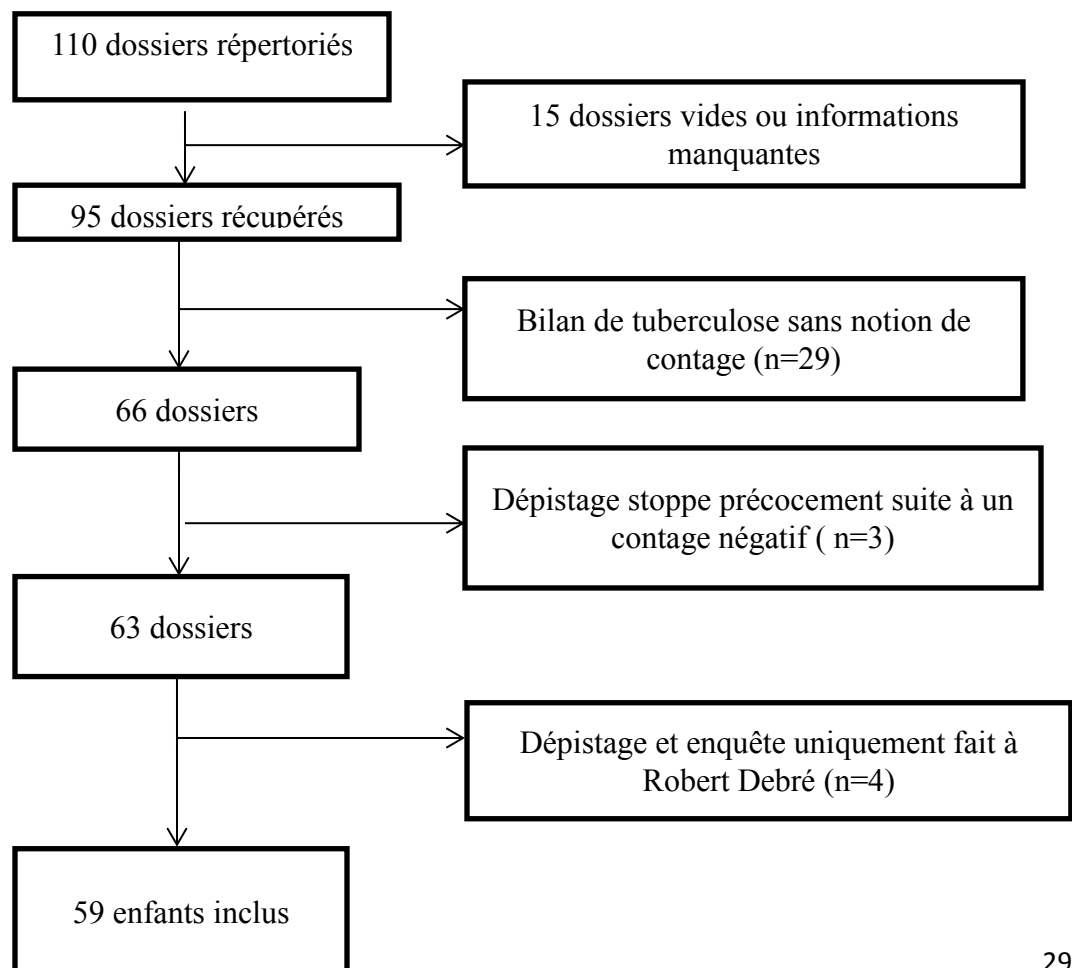 110 dossiers répertoriés
15 dossiers vides ou informations
manquantes
95 dossiers récupérés
Bilan de tuberculose sans notion de
contage (n=29)
66 dossiers
Dépistage stoppe précocement suite à un
contage négatif ( n=3)
63 dossiers
Dépistage et enquête uniquement fait à
Robert Debré (n=4)
59 enfants inclus
29